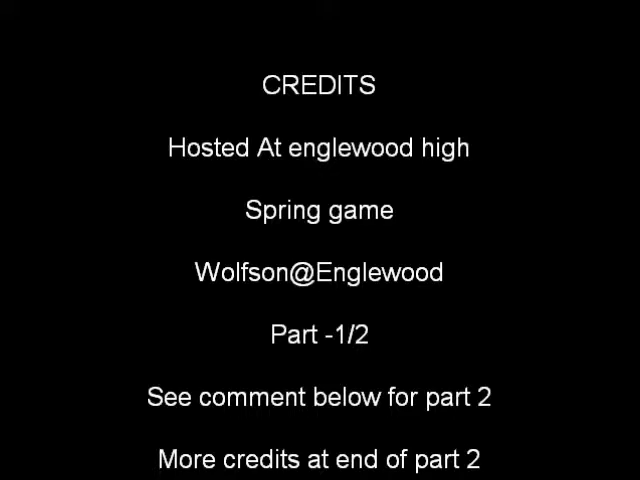 CREDITS
Hosted At englewood high
Spring game
Wolfson@Englewood
Part -1/2
See comment below for part 2
More credits at end of part 2